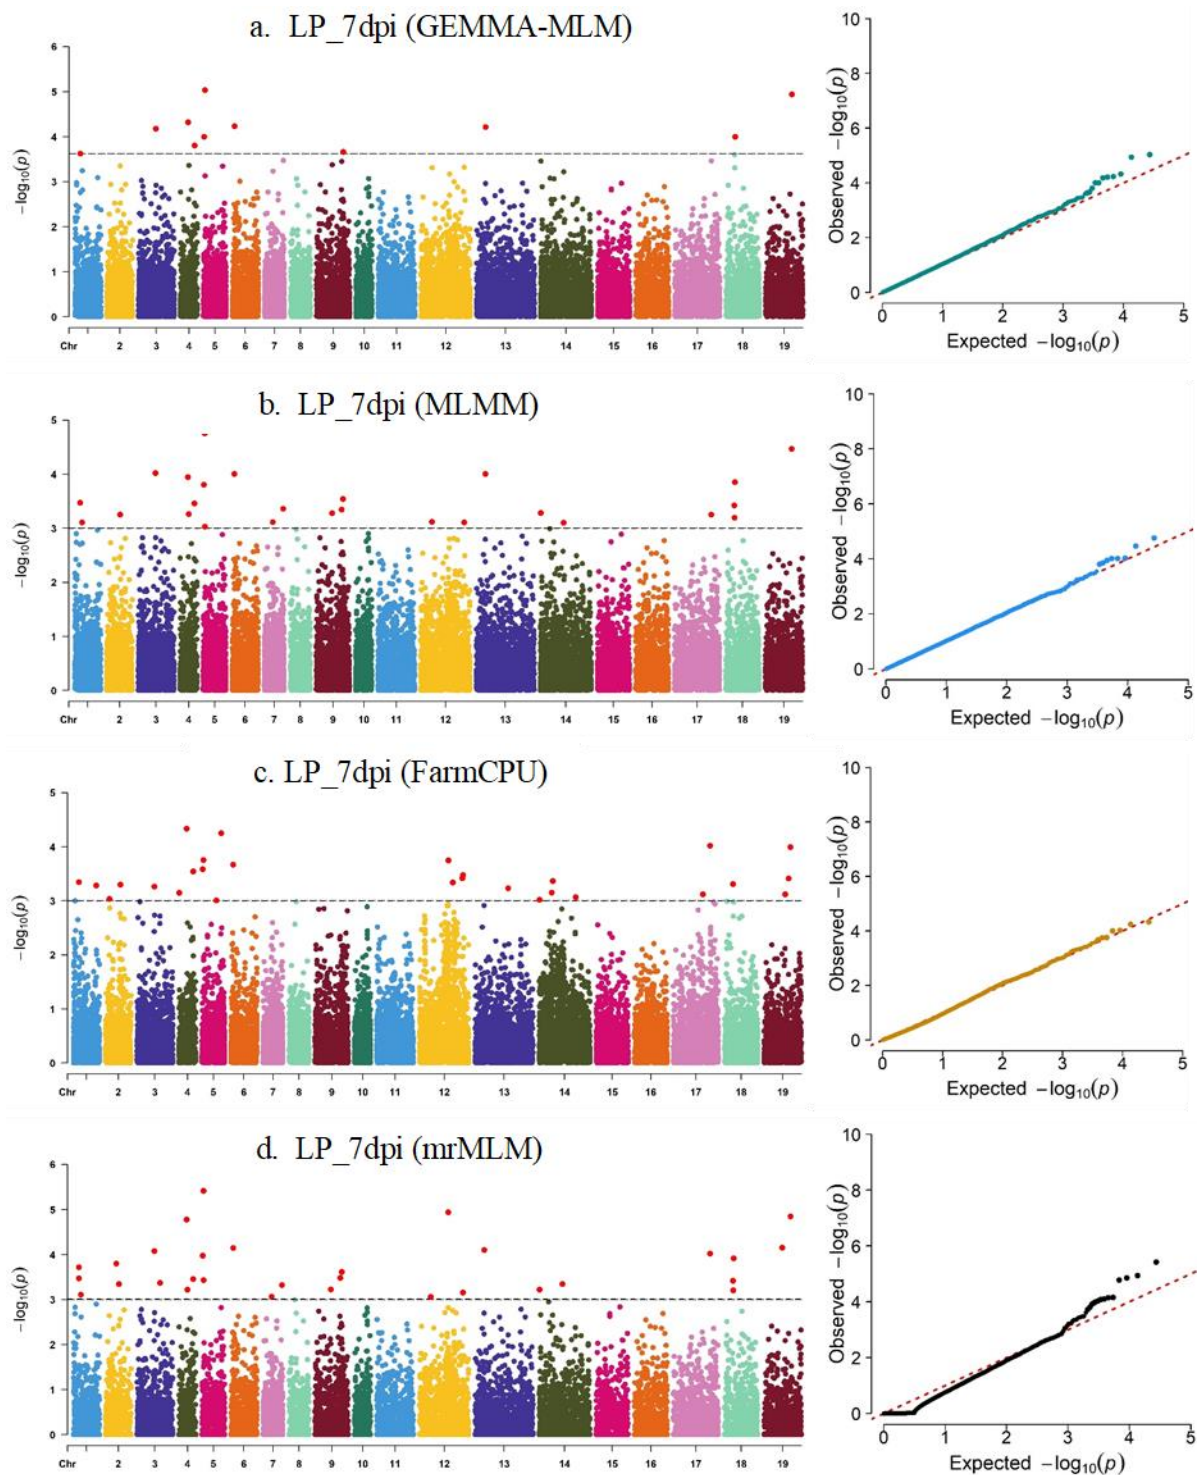 a. LP_7dpi (GEMMA-MLM)
6
5
4
3
2
1
0
−log10(p)
Chr 2 3 4 5 6 7 8 9 10 11 12 13 14 15 16 17 18 19
10
8
6
4
2
0
Observed −log10(p)
0 1 2 3 4 5
Expected −log10(p)
b. LP_7dpi (MLMM)
5
4
3
2
1
0
−log10(p)
Chr 2 3 4 5 6 7 8 9 10 11 12 13 14 15 16 17 18 19
10
8
6
4
2
0
Observed −log10(p)
0 1 2 3 4 5
Expected −log10(p)
c. LP_7dpi (FarmCPU)
5
4
3
2
1
0
−log10(p)
Chr 2 3 4 5 6 7 8 9 10 11 12 13 14 15 16 17 18 19
10
8
6
4
2
0
Observed −log10(p)
0 1 2 3 4 5
Expected −log10(p)
d. LP_7dpi (mrMLM)
6
5
4
3
2
1
0
−log10(p)
Chr 2 3 4 5 6 7 8 9 10 11 12 13 14 15 16 17 18 19
10
8
6
4
2
0
Observed −log10(p)
0 1 2 3 4 5
Expected −log10(p)